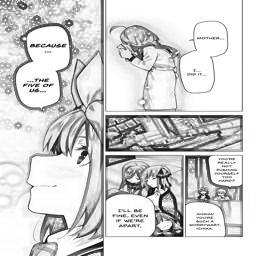 MOTHER...
I...
DID IT...
BECAUSE
...
...THE
FIVE OF
US...
YOU'RE
REALLY
NOT
PUSHING
YOURSELF
TOO
HARD?
AHAHA!
YOU'RE
SUCH A
WORRYWART,
ICHIKA.
I'LL BE
FINE, EVEN
IF WE'RE
APART.